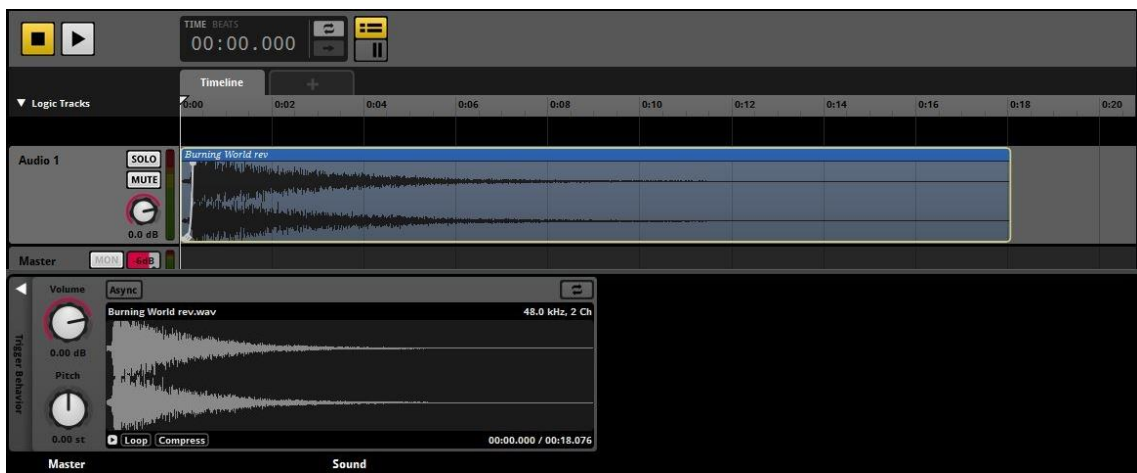 TIME BEATS
00:00.000
Timeline
+
Logic Tracks
0:00 0:02 0:04 0:06 0:08 0:10 0:12 0:14 0:16 0:18 0:20
Audio 1
SOLO
MUTE
0.0 dB
Burning World rev
Master
MON
-6dB
Trigger Behavior
Volume
0.00 dB
Pitch
0.00 st
Master
Async
Burning World rev.wav 48.0 kHz, 2 Ch
Loop Compress 00:00.000 / 00:18.076
Sound